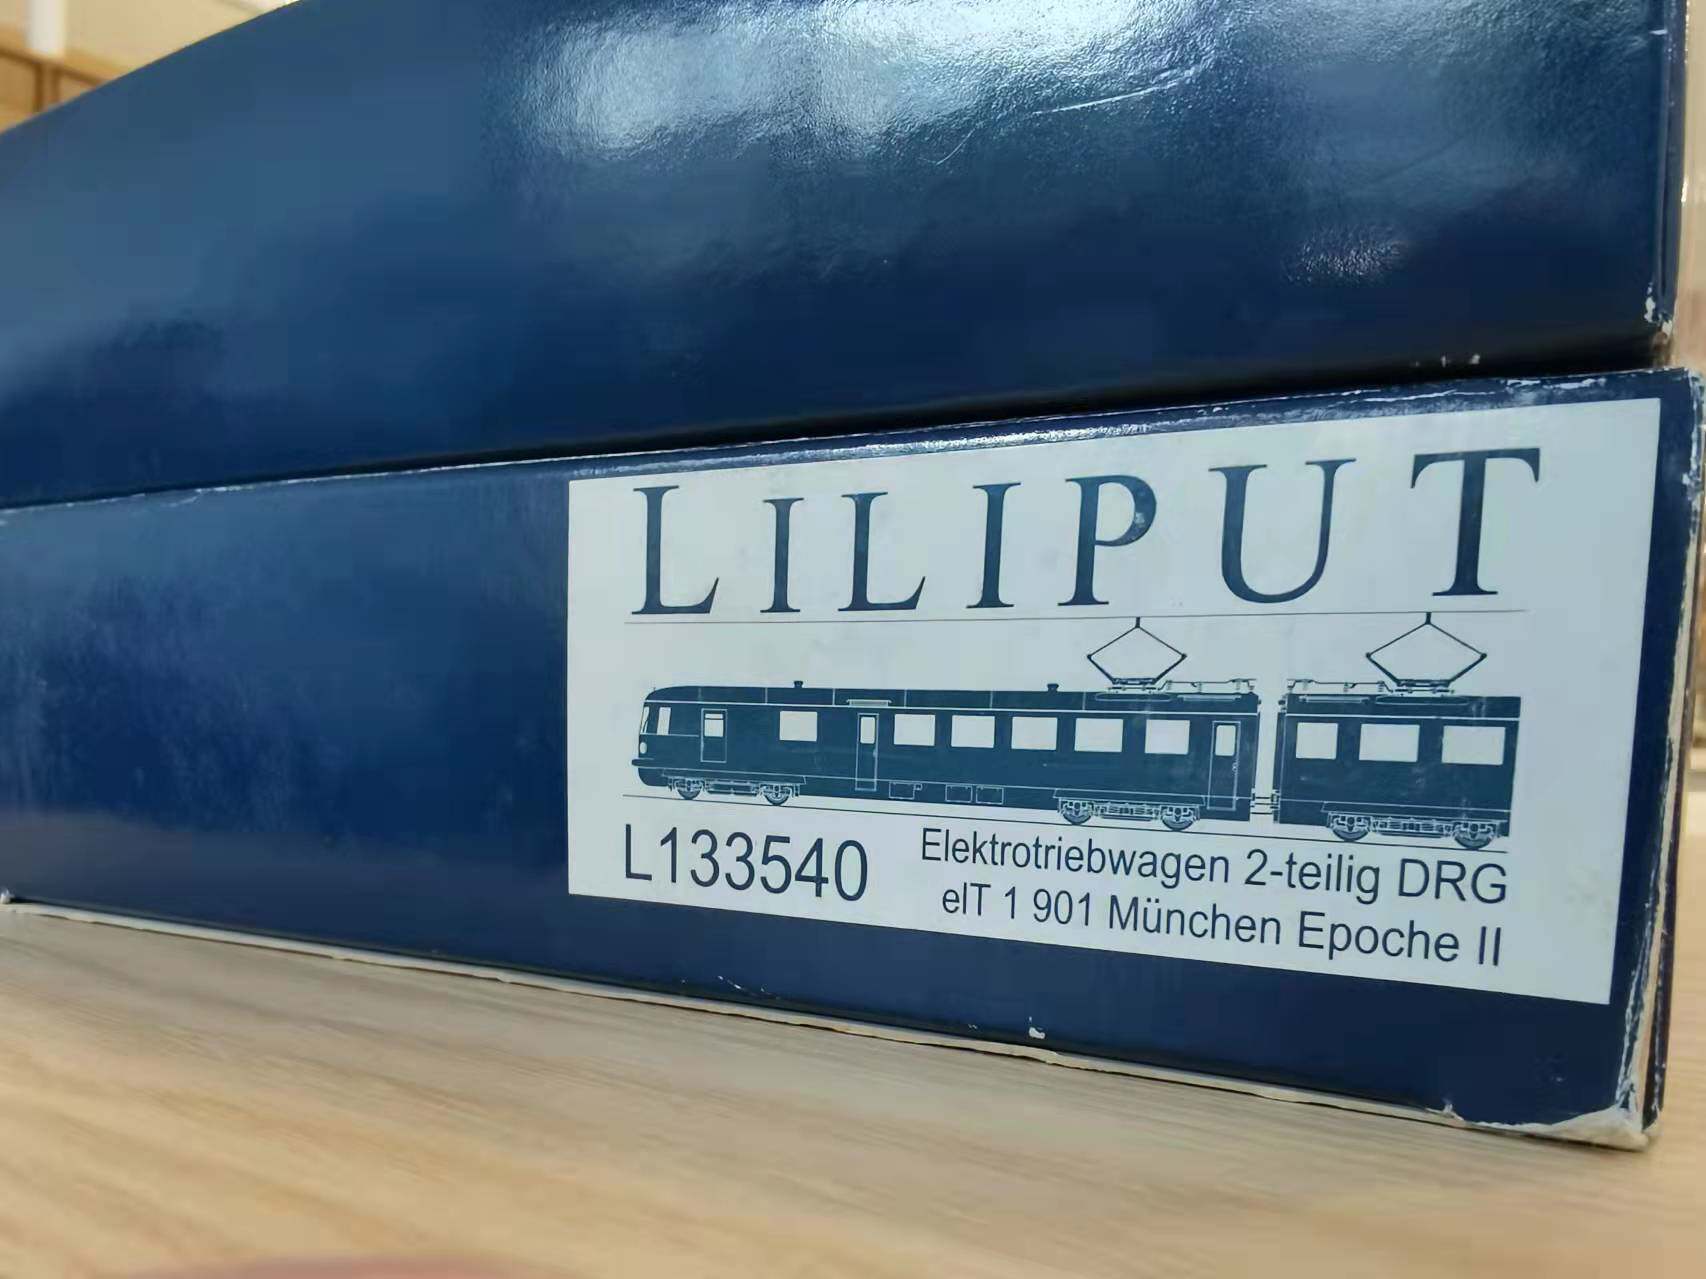 LILIPUT
L133540
Elektrotriebwagen 2-teilig DRG
elT 1 901 München Epoche II